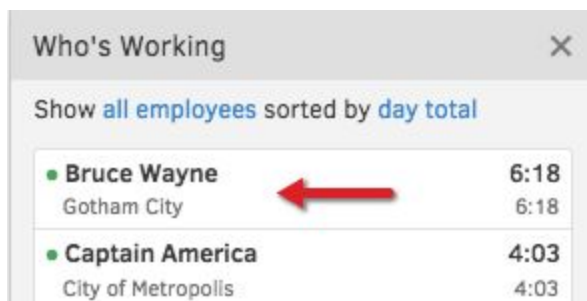 Who's Working
Show all employees sorted by day total
Bruce Wayne 6:18
Gotham City 6:18
Captain America 4:03
City of Metropolis 4:03